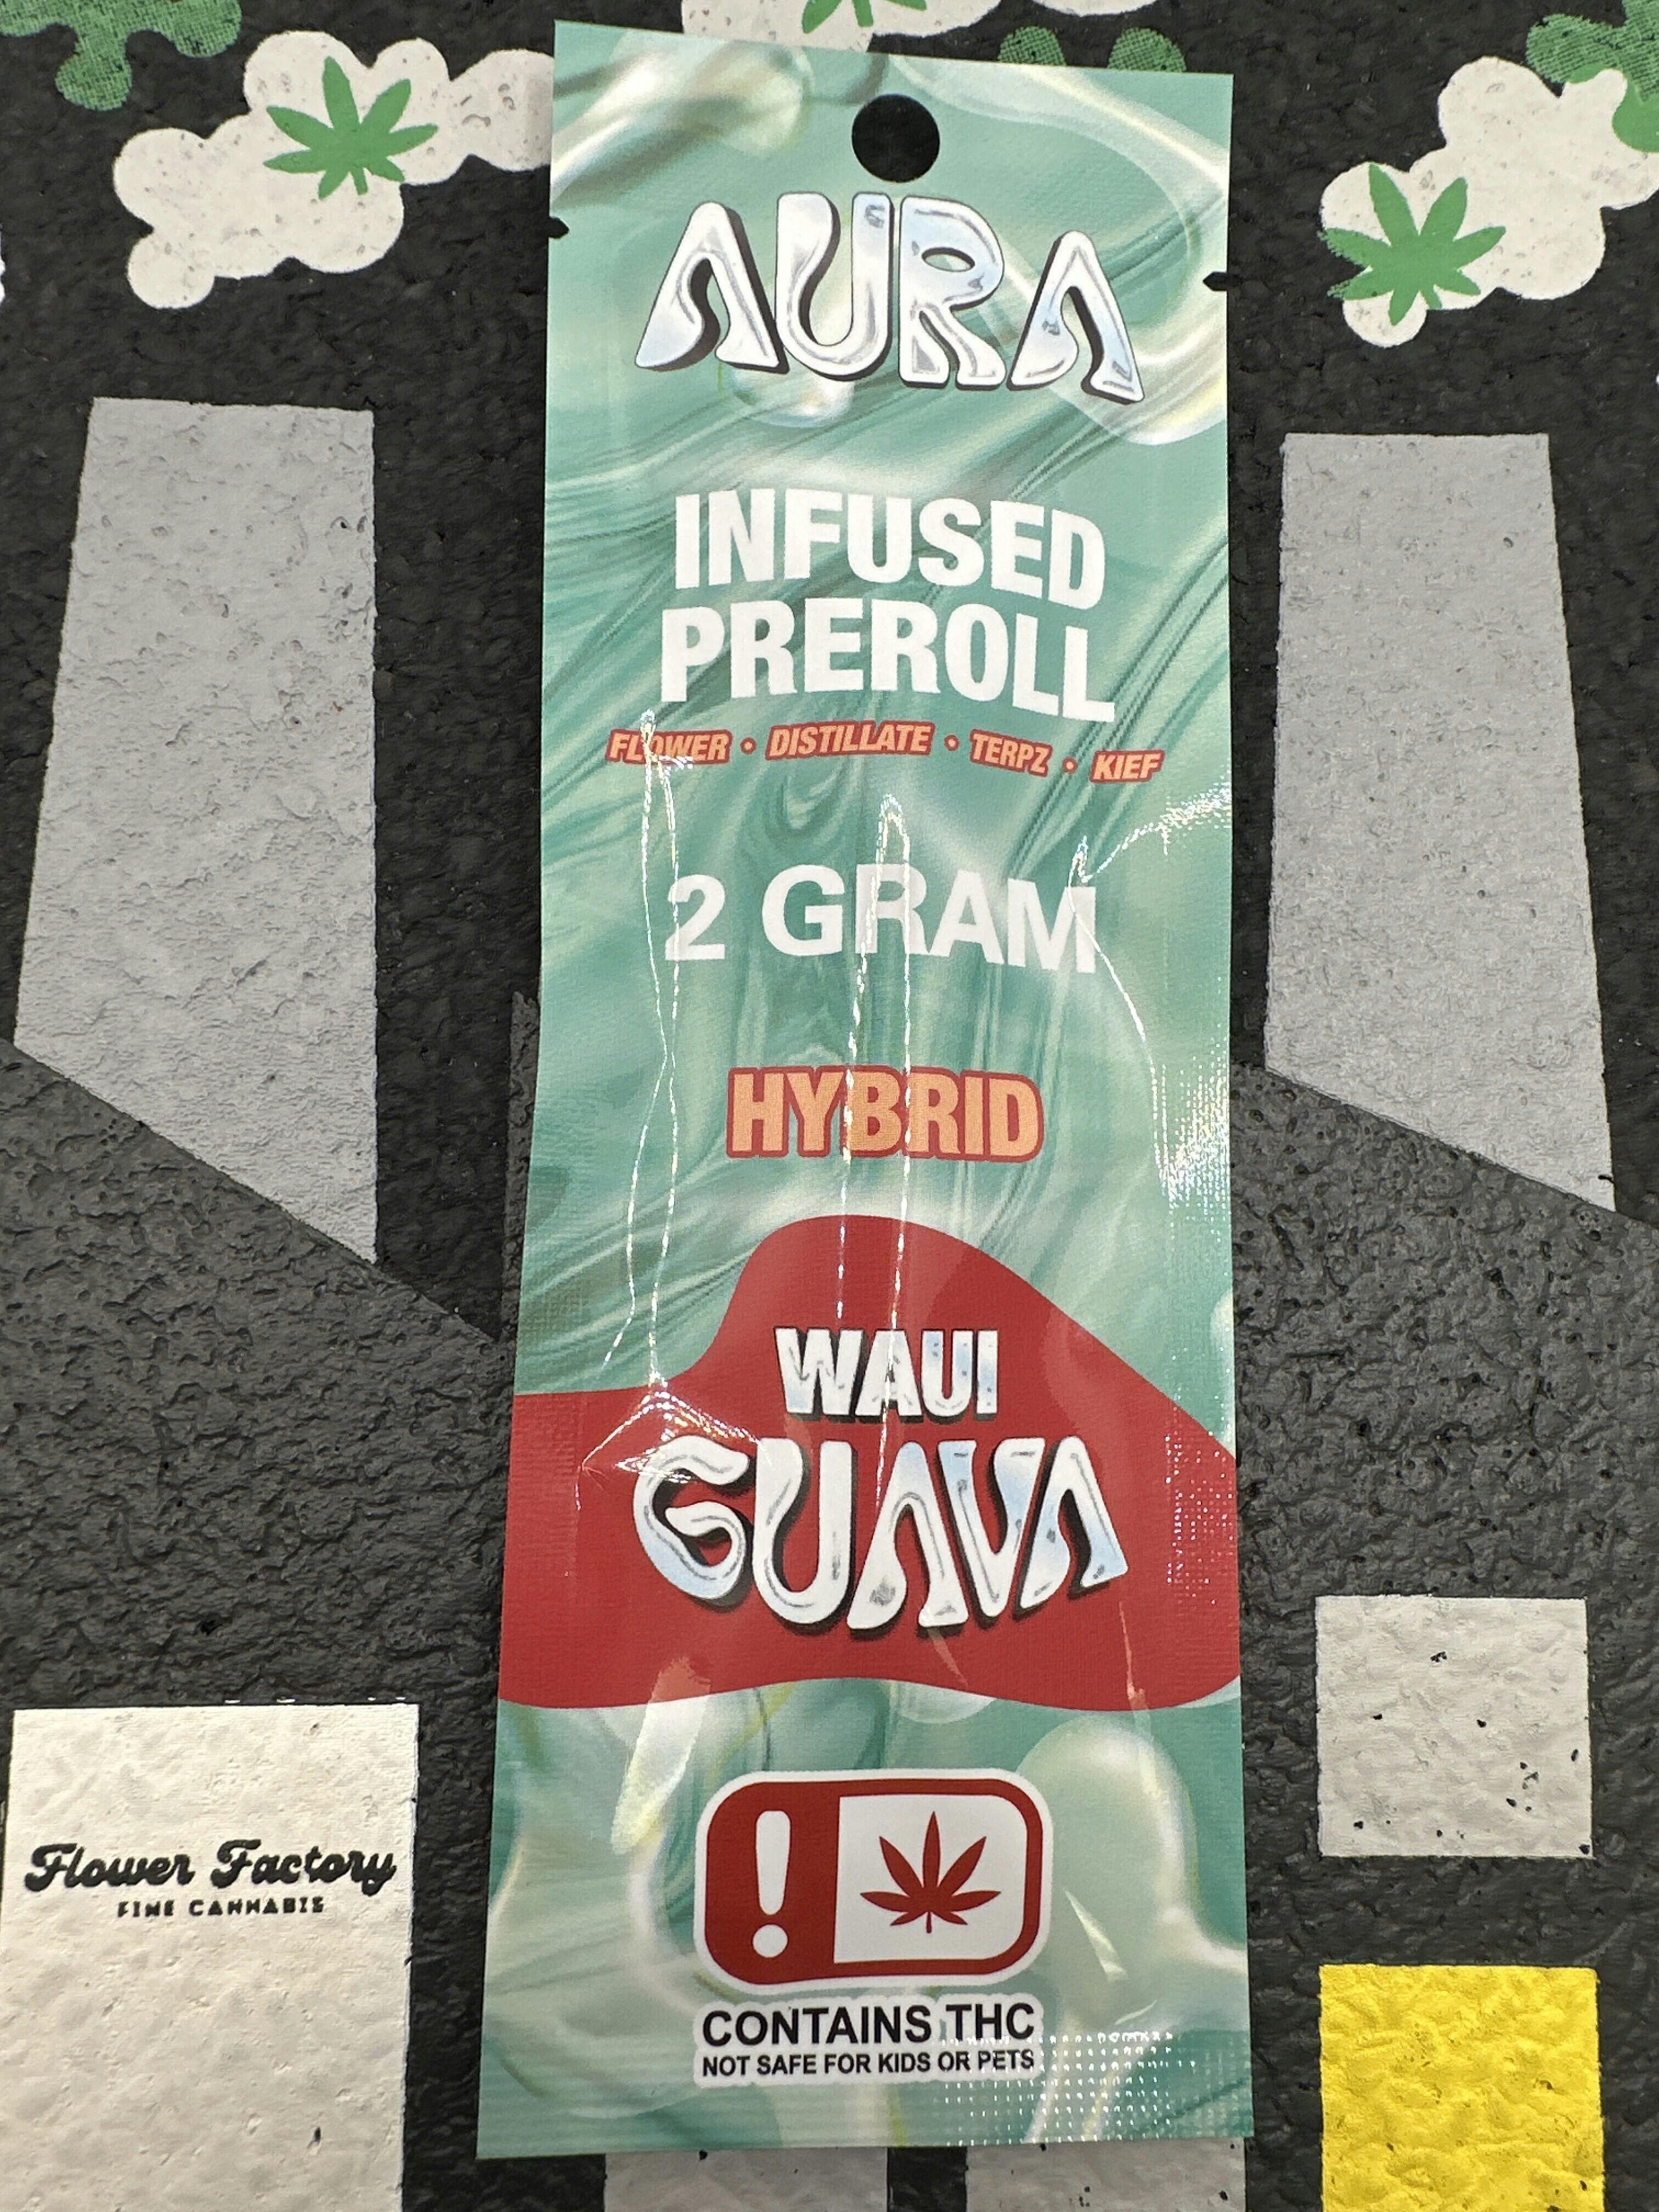 AURA
INFUSED
PREROLL
FLOWER • DISTILLATE • TERPZ • KIEF
2 GRAM
HYBRID
WAUI
GUAVA
!
CONTAINS THC
NOT SAFE FOR KIDS OR PETS
Flower Factory
FINE CANNABIS